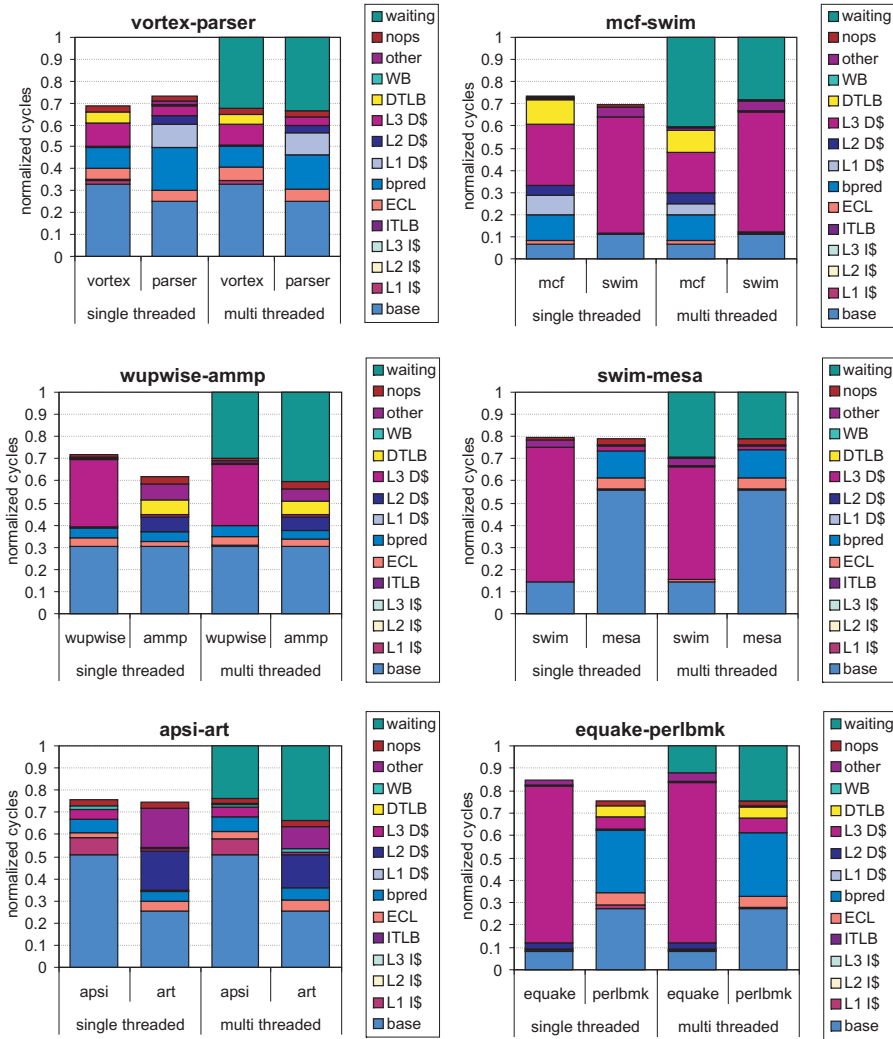 vortex-parser
normalized cycles
1
0.9
0.8
0.7
0.6
0.5
0.4
0.3
0.2
0.1
0
vortex parser vortex parser
single threaded multi threaded
waiting
nops
other
WB
DTLB
L3 D$
L2 D$
L1 D$
bpred
ECL
ITLB
L3 I$
L2 I$
L1 I$
base
mcf-swim
normalized cycles
1
0.9
0.8
0.7
0.6
0.5
0.4
0.3
0.2
0.1
0
mcf swim mcf swim
single threaded multi threaded
waiting
nops
other
WB
DTLB
L3 D$
L2 D$
L1 D$
bpred
ECL
ITLB
L3 I$
L2 I$
L1 I$
base
wupwise-ammp
normalized cycles
1
0.9
0.8
0.7
0.6
0.5
0.4
0.3
0.2
0.1
0
wupwise ammp wupwise ammp
single threaded multi threaded
waiting
nops
other
WB
DTLB
L3 D$
L2 D$
L1 D$
bpred
ECL
ITLB
L3 I$
L2 I$
L1 I$
base
swim-mesa
normalized cycles
1
0.9
0.8
0.7
0.6
0.5
0.4
0.3
0.2
0.1
0
swim mesa swim mesa
single threaded multi threaded
waiting
nops
other
WB
DTLB
L3 D$
L2 D$
L1 D$
bpred
ECL
ITLB
L3 I$
L2 I$
L1 I$
base
apsi-art
normalized cycles
1
0.9
0.8
0.7
0.6
0.5
0.4
0.3
0.2
0.1
0
apsi art apsi art
single threaded multi threaded
waiting
nops
other
WB
DTLB
L3 D$
L2 D$
L1 D$
bpred
ECL
ITLB
L3 I$
L2 I$
L1 I$
base
equake-perlbmk
normalized cycles
1
0.9
0.8
0.7
0.6
0.5
0.4
0.3
0.2
0.1
0
equake perlbmk equake perlbmk
single threaded multi threaded
waiting
nops
other
WB
DTLB
L3 D$
L2 D$
L1 D$
bpred
ECL
ITLB
L3 I$
L2 I$
L1 I$
base